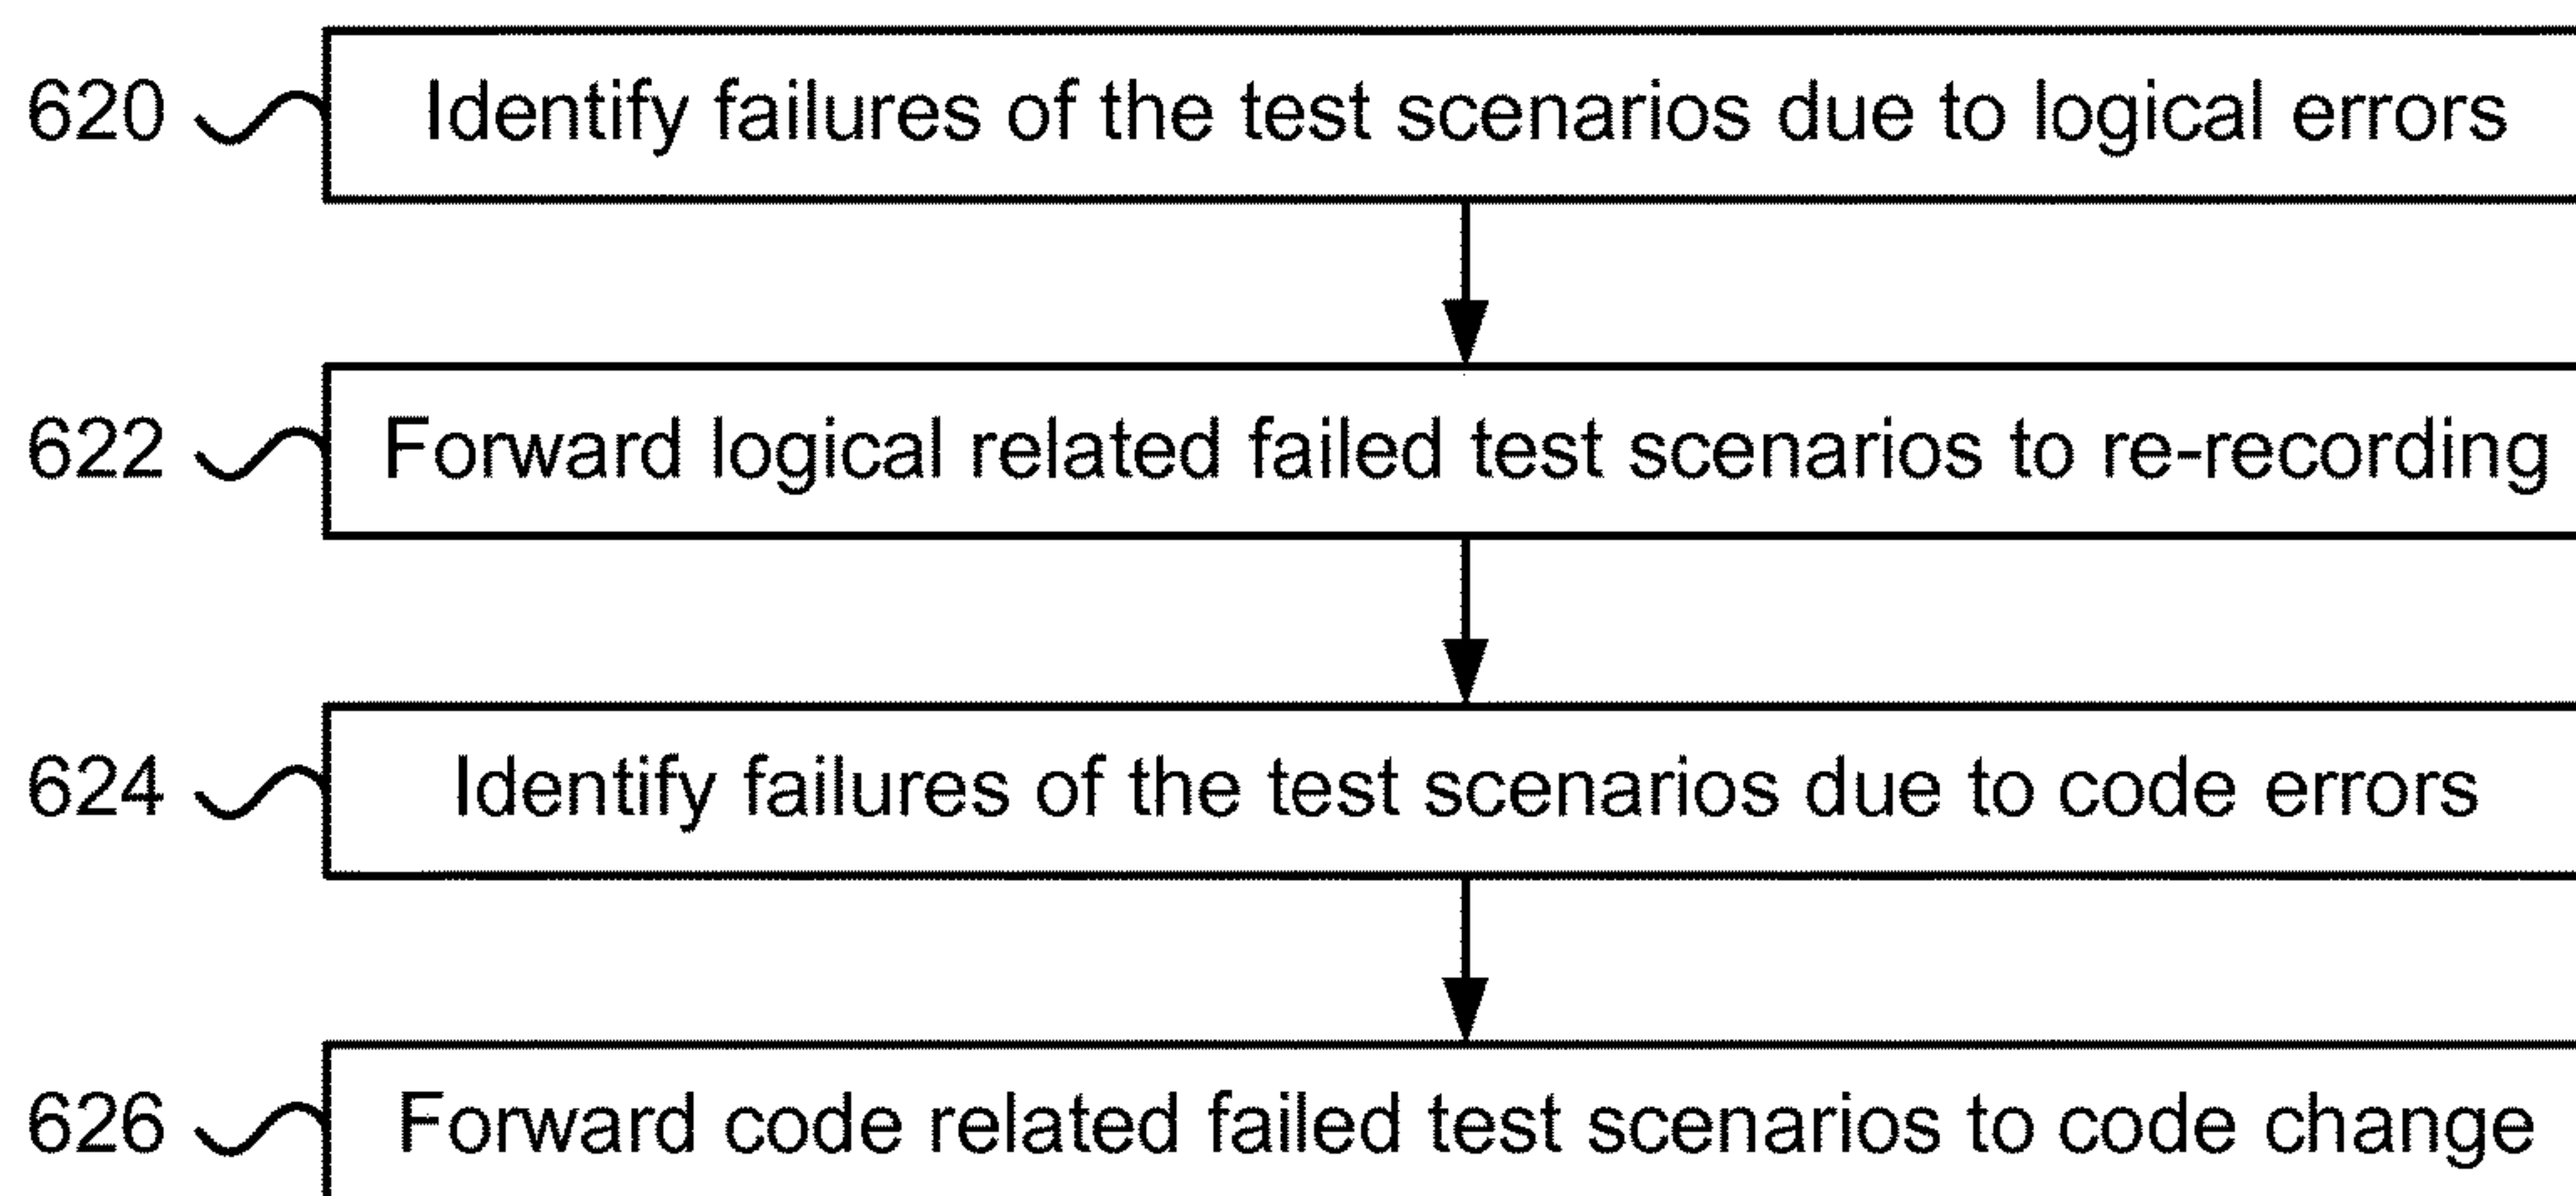 620 Identify failures of the test scenarios due to logical errors
622 Forward logical related failed test scenarios to re-recording
624 Identify failures of the test scenarios due to code errors
626 Forward code related failed test scenarios to code change